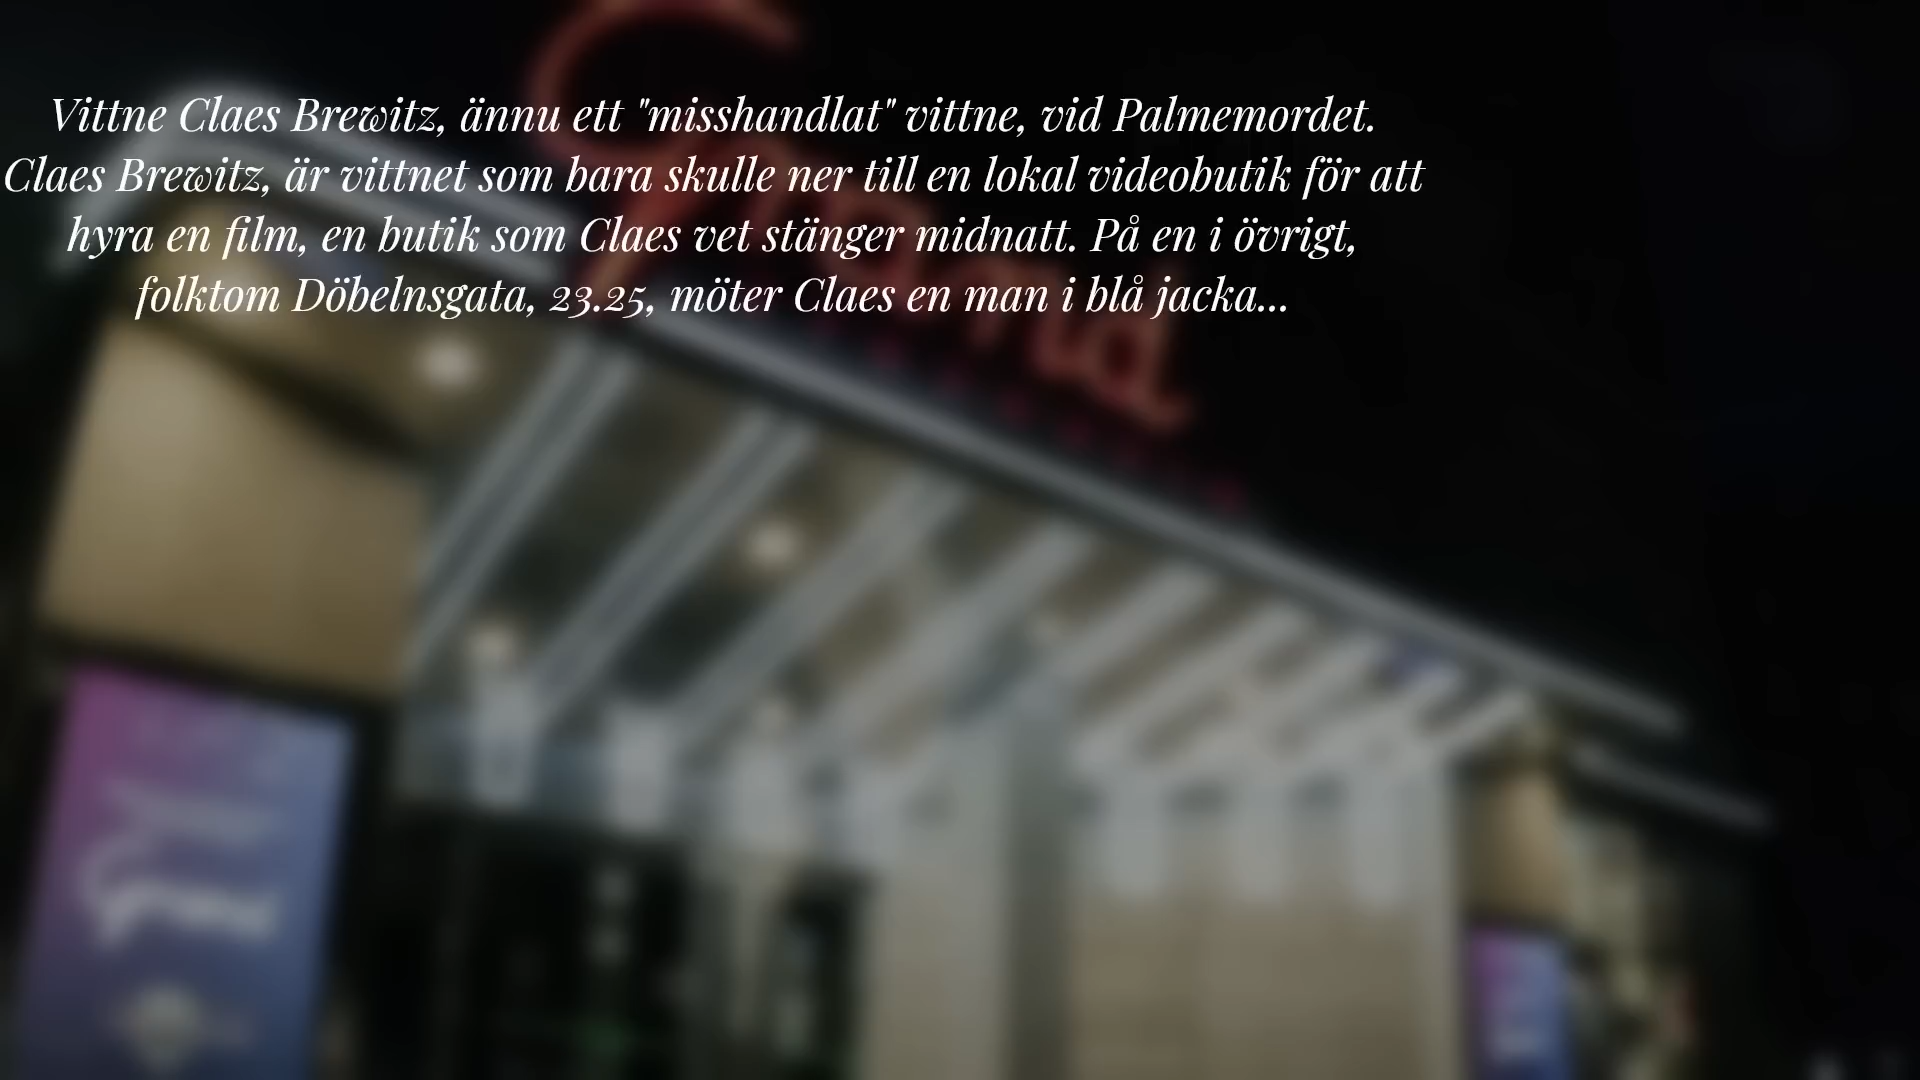 Grand
Vittne Claes Brewitz, ännu ett "misshandlat" vittne, vid Palmemordet.
Claes Brewitz, är vittnet som bara skulle ner till en lokal videobutik för att
hyra en film, en butik som Claes vet stänger midnatt. På en i övrigt,
folktom Döbelnsgata, 23.25, möter Claes en man i blå jacka...
Grand